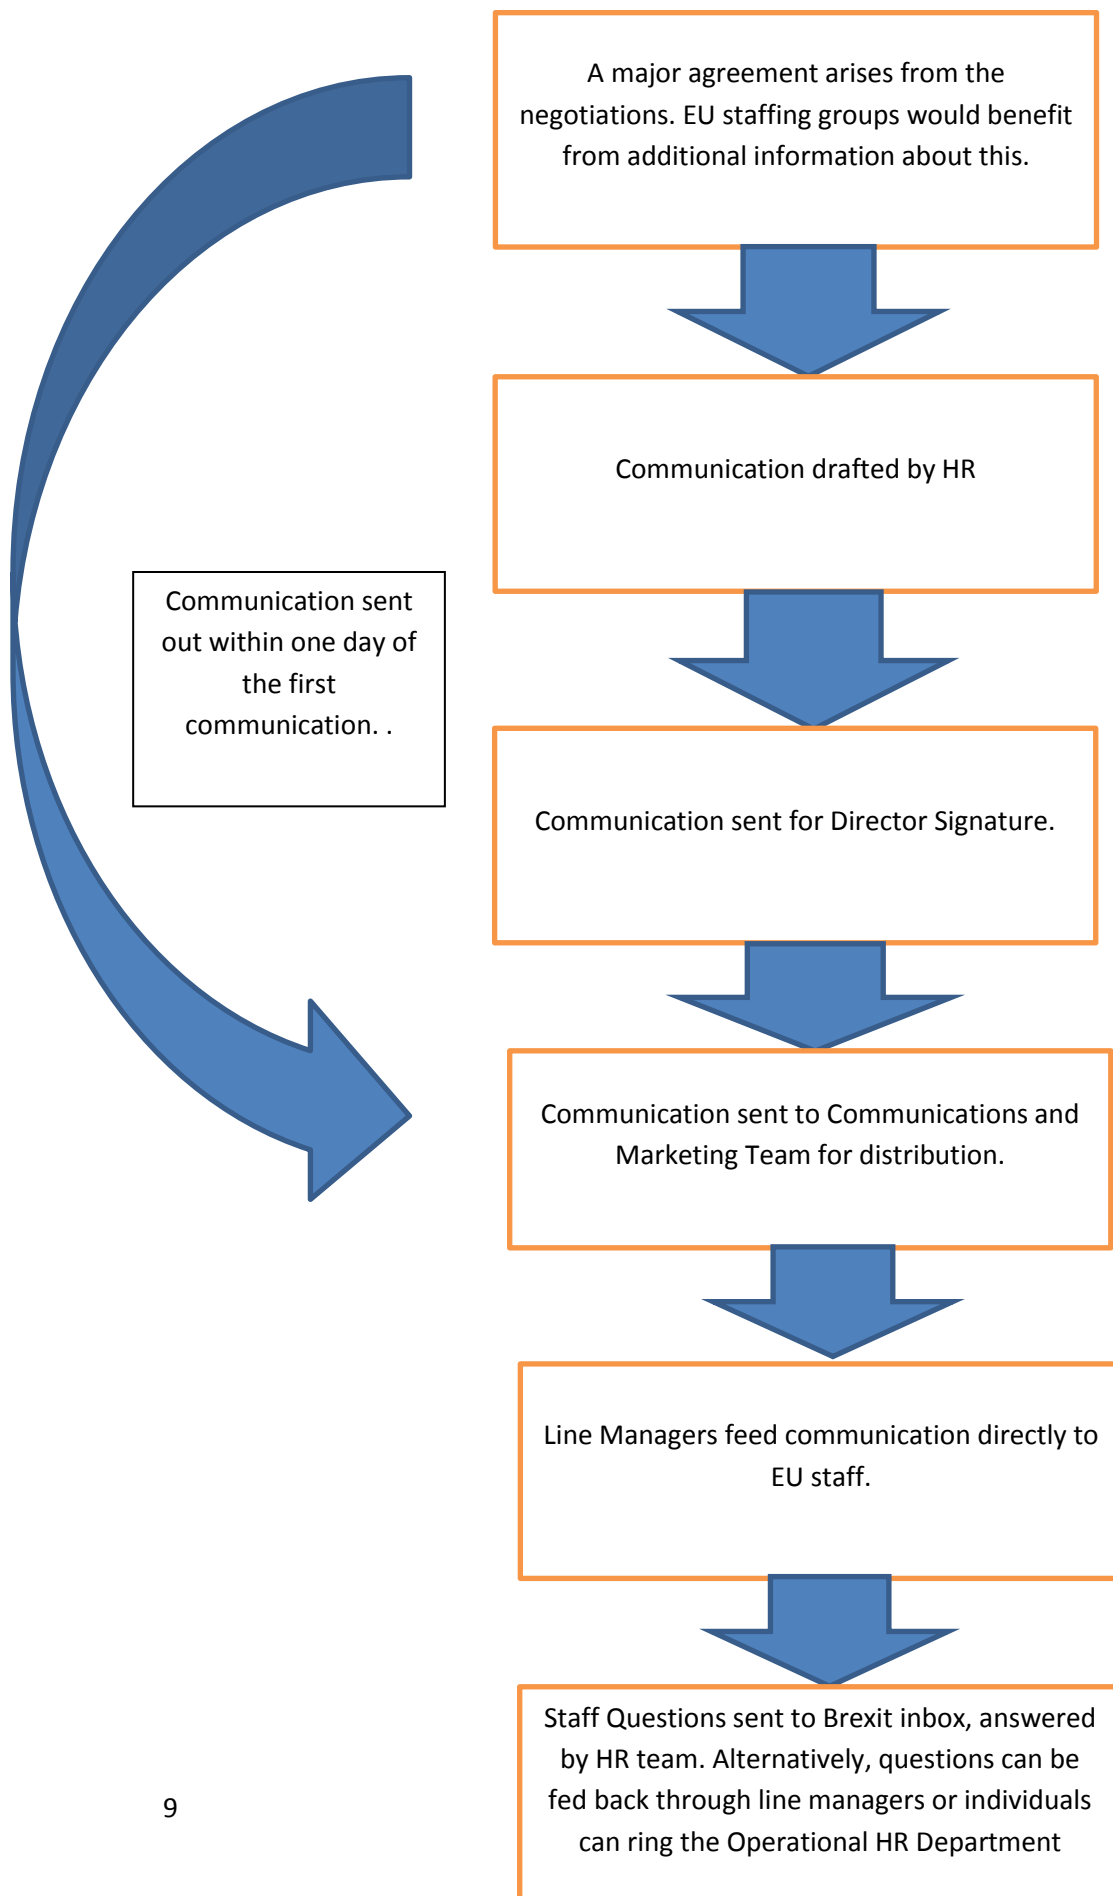 A major agreement arises from the
negotiations. EU staffing groups would benefit
from additional information about this.
Communication drafted by HR
Communication sent
out within one day of
the first
communication. .
Communication sent for Director Signature.
Communication sent to Communications and
Marketing Team for distribution.
Line Managers feed communication directly to
EU staff.
Staff Questions sent to Brexit inbox, answered
by HR team. Alternatively, questions can be
fed back through line managers or individuals
can ring the Operational HR Department
9